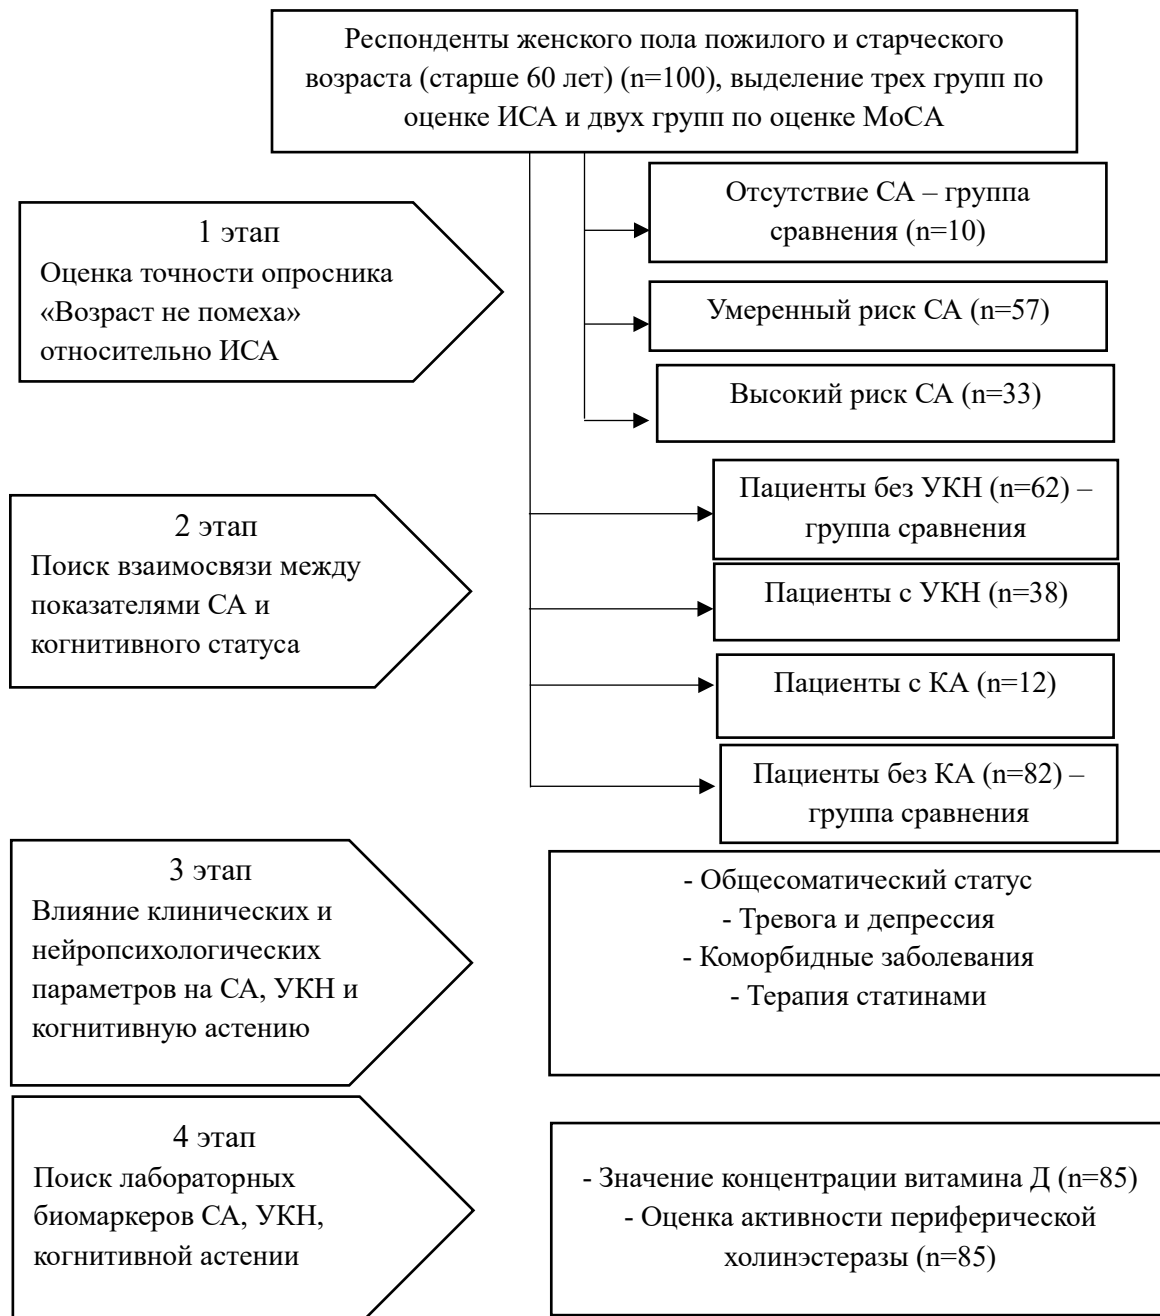 Респонденты женского пола пожилого и старческого
возраста (старше 60 лет) (n=100), выделение трех групп по
оценке ИСА и двух групп по оценке МоСА
Отсутствие СА – группа
сравнения (n=10)
1 этап
Оценка точности опросника
«Возраст не помеха»
относительно ИСА
Умеренный риск СА (n=57)
Высокий риск СА (n=33)
Пациенты без УКН (n=62) –
группа сравнения
2 этап
Поиск взаимосвязи между
показателями СА и
когнитивного статуса
Пациенты с УКН (n=38)
Пациенты с КА (n=12)
Пациенты без КА (n=82) –
группа сравнения
3 этап
Влияние клинических и
нейропсихологических
параметров на СА, УКН и
когнитивную астению
- Общесоматический статус
- Тревога и депрессия
- Коморбидные заболевания
- Терапия статинами
4 этап
Поиск лабораторных
биомаркеров СА, УКН,
когнитивной астении
- Значение концентрации витамина Д (n=85)
- Оценка активности периферической
холинэстеразы (n=85)